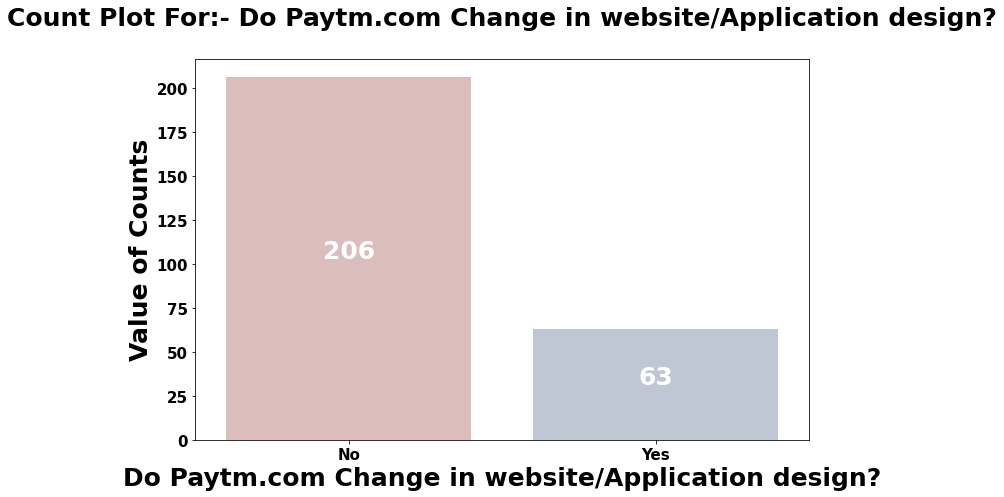 Count Plot For:- Do Paytm.com Change in website/Application design?
Value of Counts
200
175
150
125
100
75
50
25
0
206
63
No
Yes
Do Paytm.com Change in website/Application design?